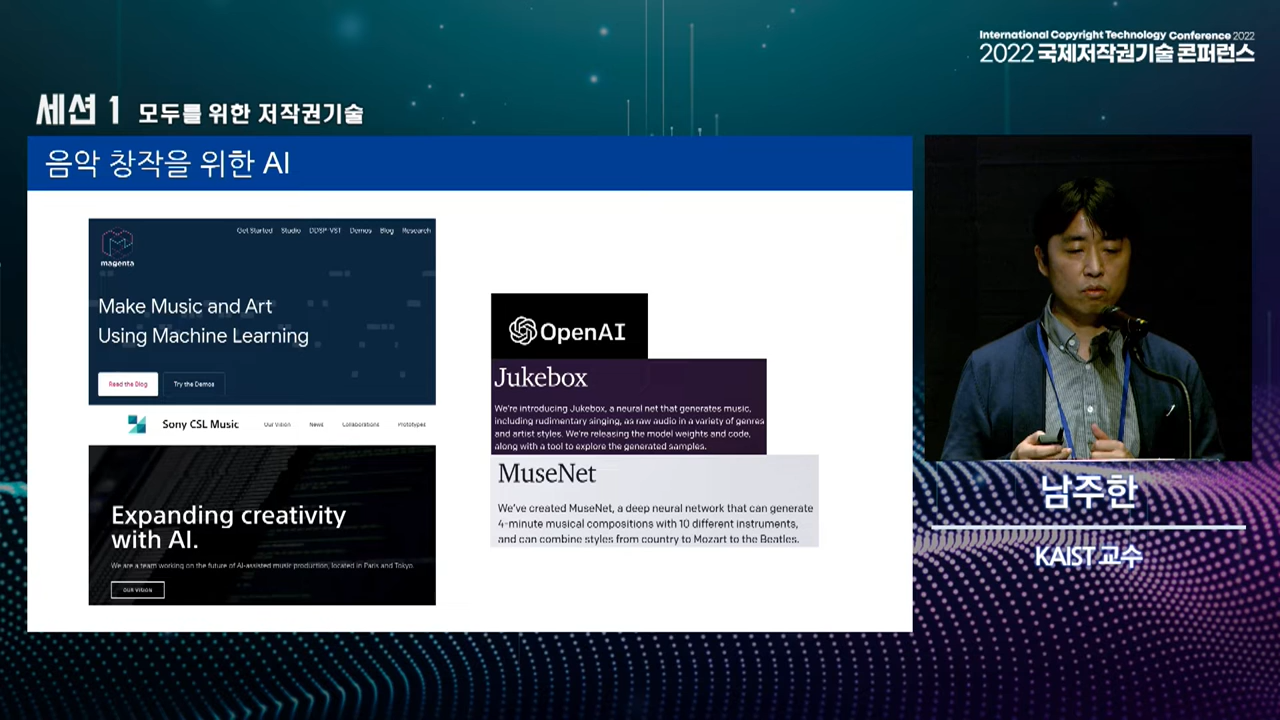 International Copyright Technology Conference 2022
2022 국제저작권기술 콘퍼런스
세션 1 모두를 위한 저작권기술
음악 창작을 위한 AI
magenta
Get Started Studio DDSP-VST Demos Blog Research
Make Music and Art
Using Machine Learning
Read the Blog Try the Demos
Sony CSL Music Our Vision News Collaborations Prototypes
Expanding creativity
with AI.
We are a team working on the future of AI-assisted music production, located in Paris and Tokyo.
OUR VISION
OpenAI
Jukebox
We're introducing Jukebox, a neural net that generates music,
including rudimentary singing, as raw audio in a variety of genres
and artist styles. We're releasing the model weights and code,
along with a tool to explore the generated samples.
MuseNet
We've created MuseNet, a deep neural network that can generate
4-minute musical compositions with 10 different instruments,
and can combine styles from country to Mozart to the Beatles.
남주한
KAIST 교수